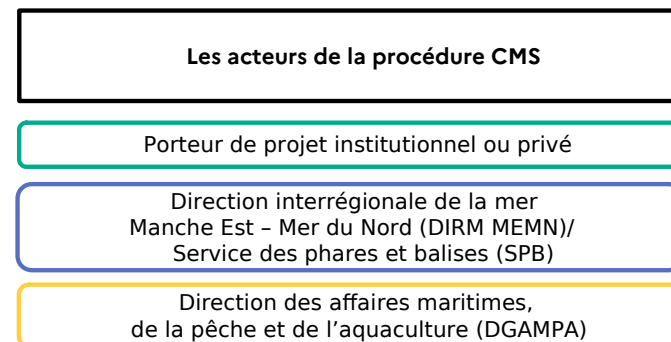 Les acteurs de la procédure CMS
Porteur de projet institutionnel ou privé
Direction interrégionale de la mer
Manche Est – Mer du Nord (DIRM MEMN)/
Service des phares et balises (SPB)
Direction des affaires maritimes,
de la pêche et de l’aquaculture (DGAMPA)